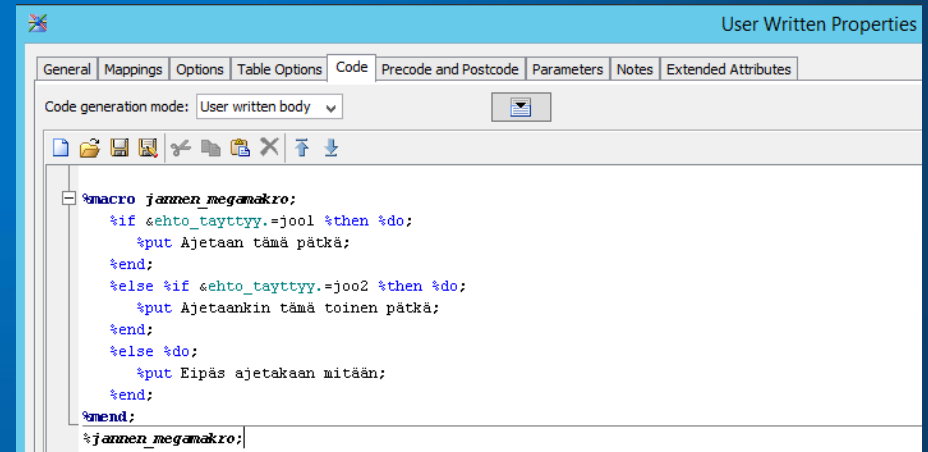 User Written Properties
General Mappings Options Table Options Code Precode and Postcode Parameters Notes Extended Attributes
Code generation mode: User written body
%macro jannen_megamakro;
%if &ehto_tayttyy.=joo1 %then %do;
%put Ajetaan tämä pätkä;
%end;
%else %if &ehto_tayttyy.=joo2 %then %do;
%put Ajetaankin tämä toinen pätkä;
%end;
%else %do;
%put Eipäs ajetakaan mitään;
%end;
%mend;
%jannen_megamakro;